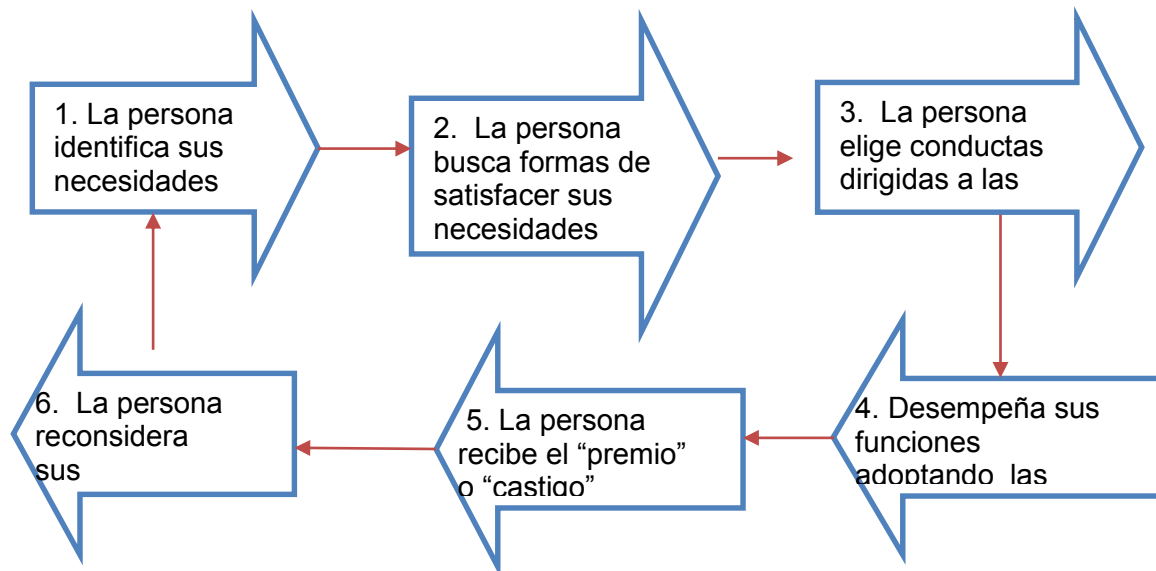 1. La persona
identifica sus
necesidades
2. La persona
busca formas de
satisfacer sus
necesidades
3. La persona
elige conductas
dirigidas a las
4. Desempeña sus
funciones
adoptando las
5. La persona
recibe el “premio”
o “castigo”
6. La persona
reconsidera
sus